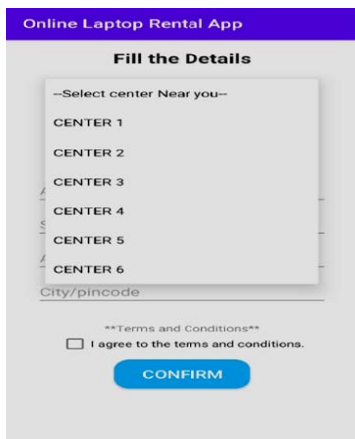 Online Laptop Rental App
Fill the Details
--Select center Near you--
CENTER 1
CENTER 2
CENTER 3
CENTER 4
CENTER 5
CENTER 6
City/pincode
**Terms and Conditions**
I agree to the terms and conditions.
CONFIRM